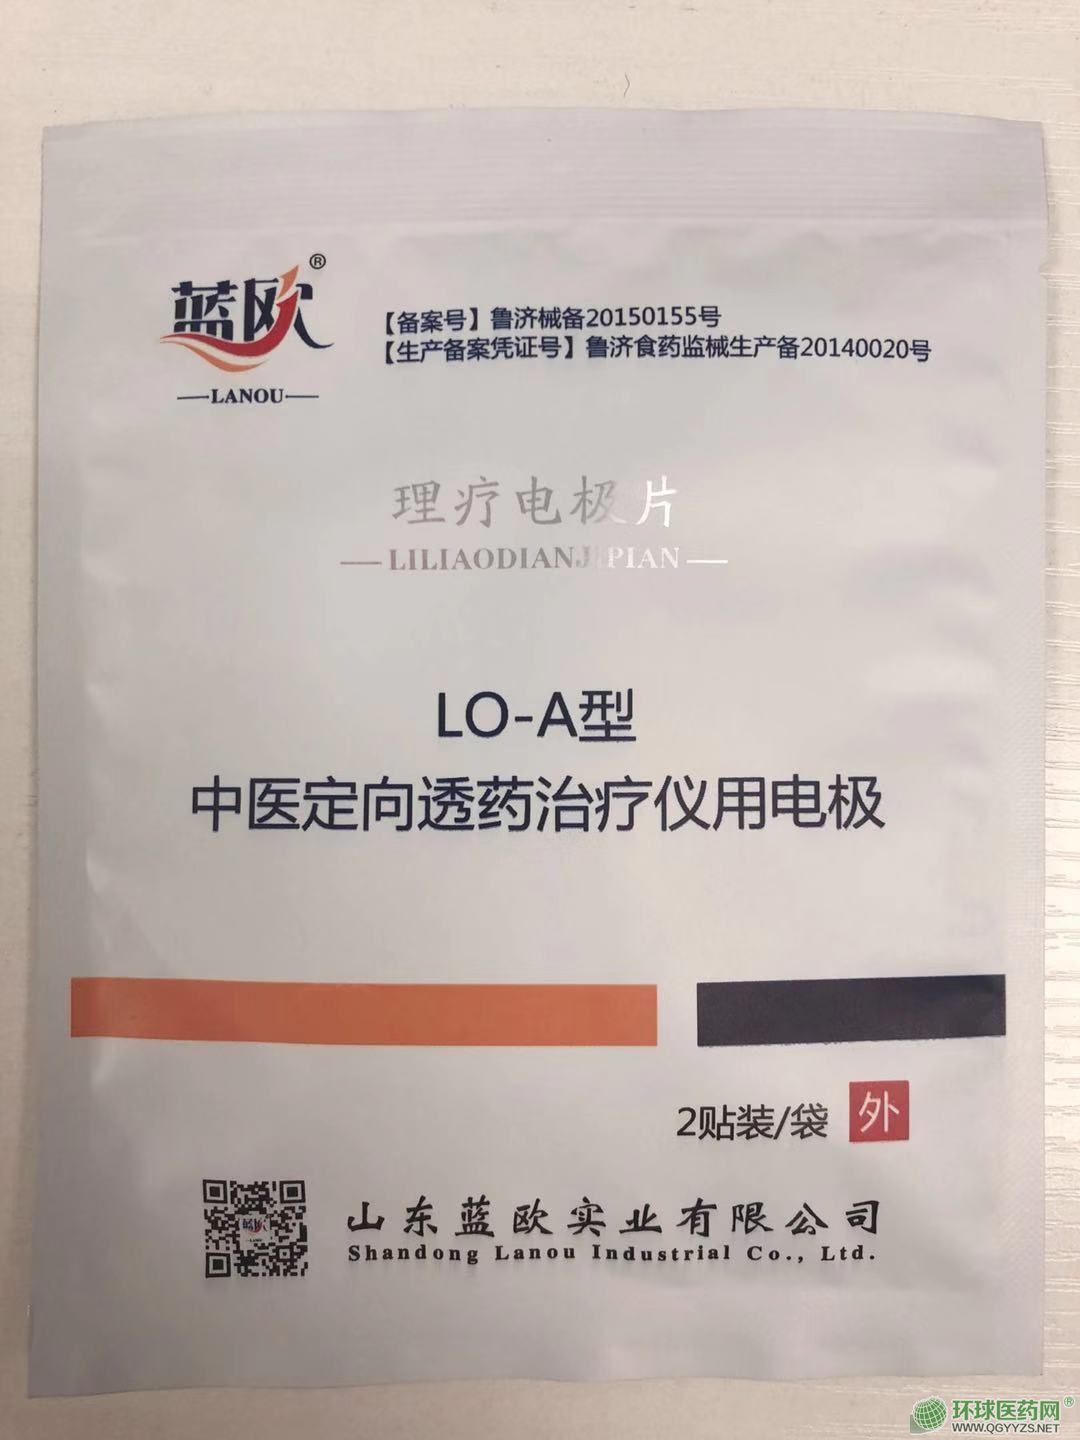 蓝欧®
LANOU
【备案号】鲁济械备20150155号
【生产备案凭证号】鲁济食药监械生产备20140020号
理疗电极片
LILIAODIANJIPIAN
LO-A型
中医定向透药治疗仪用电极
2贴装/袋
外
蓝欧
山东蓝欧实业有限公司
Shandong Lanou Industrial Co., Ltd.
环球医药网®
WWW.QGYYZS.NET